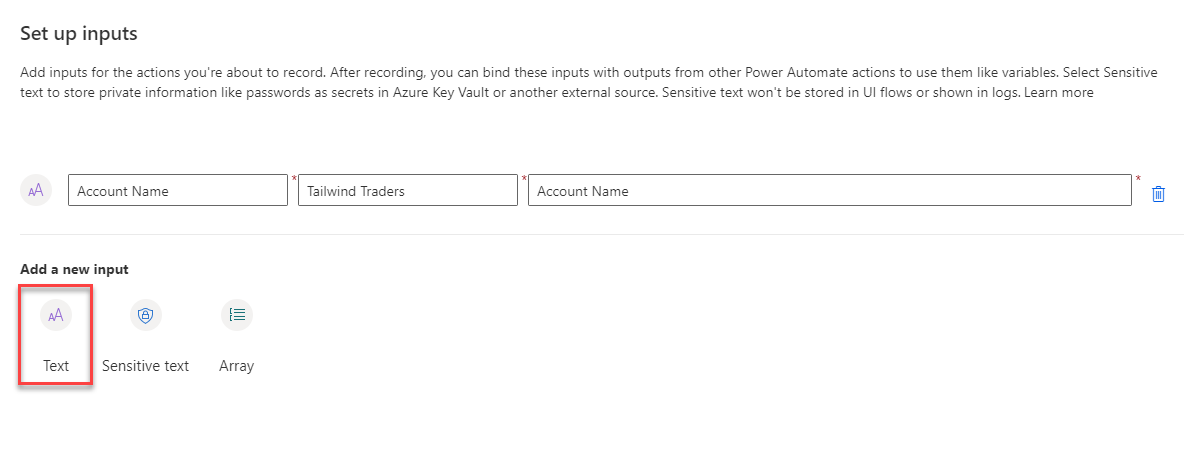 Set up inputs
Add inputs for the actions you're about to record. After recording, you can bind these inputs with outputs from other Power Automate actions to use them like variables. Select Sensitive
text to store private information like passwords as secrets in Azure Key Vault or another external source. Sensitive text won't be stored in UI flows or shown in logs. Learn more
AA Account Name * Tailwind Traders * Account Name *
Add a new input
AA
Text Sensitive text Array